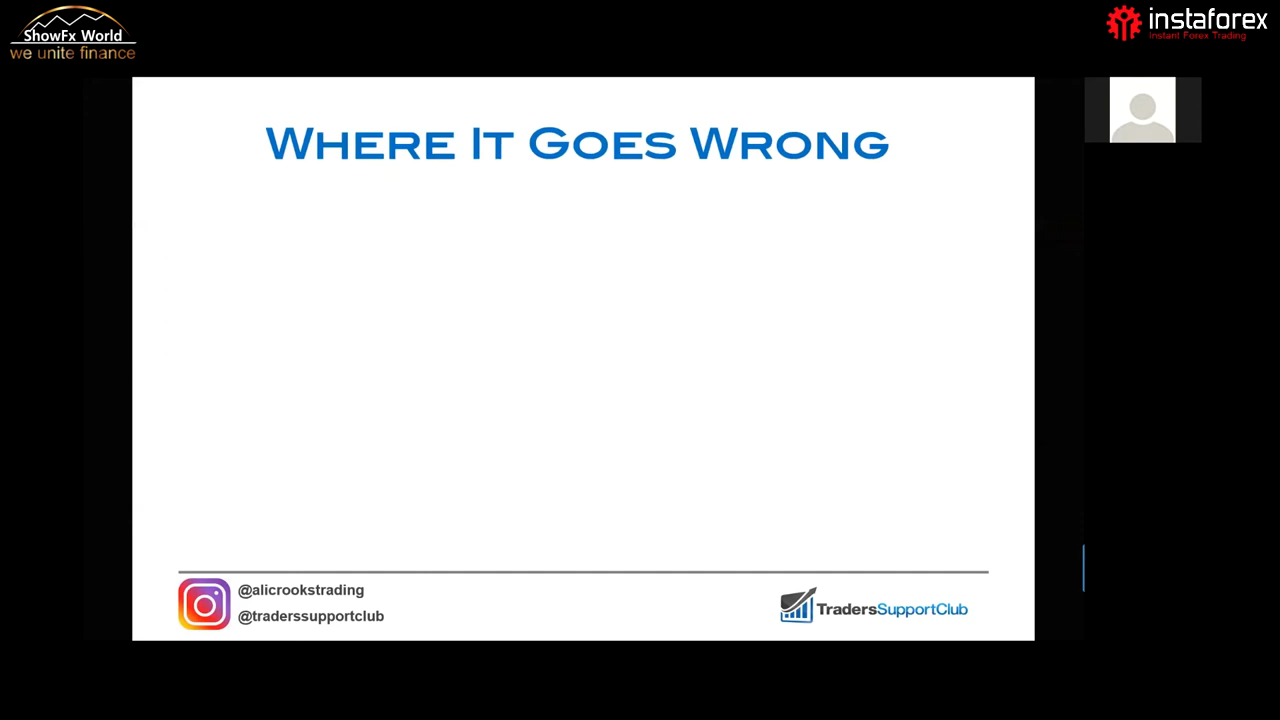 ShowFx World
we unite finance
instaforex
Instant Forex Trading
Where It Goes Wrong
@alicrookstrading
@traderssupportclub
TradersSupportClub